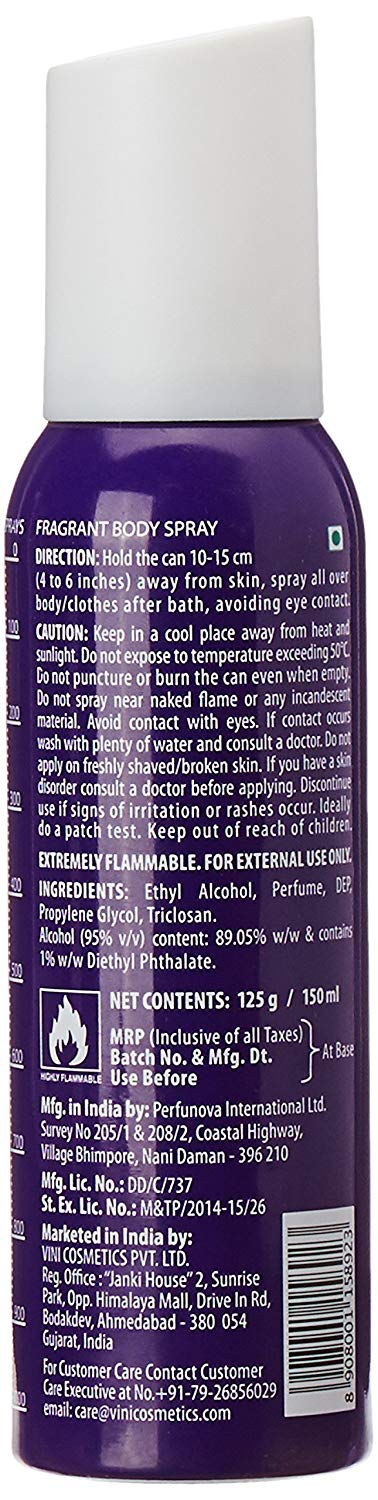 FRAGRANT BODY SPRAY
DIRECTION: Hold the can 10-15 cm
(4 to 6 inches) away from skin, spray all over
body/clothes after bath, avoiding eye contact.
CAUTION: Keep in a cool place away from heat and
sunlight. Do not expose to temperature exceeding 50°C.
Do not puncture or burn the can even when empty.
Do not spray near naked flame or any incandescent
material. Avoid contact with eyes. If contact occurs
wash with plenty of water and consult a doctor. Do not
apply on freshly shaved/broken skin. If you have a skin
disorder consult a doctor before applying. Discontinue
use if signs of irritation or rashes occur. Ideally
do a patch test. Keep out of reach of children.
EXTREMELY FLAMMABLE. FOR EXTERNAL USE ONLY.
INGREDIENTS: Ethyl Alcohol, Perfume, DEP,
Propylene Glycol, Triclosan.
Alcohol (95% v/v) content: 89.05% w/w & contains
1% w/w Diethyl Phthalate.
HIGHLY FLAMMABLE
NET CONTENTS: 125 g / 150 ml
MRP (Inclusive of all Taxes)
Batch No. & Mfg. Dt.
Use Before
At Base
Mfg. in India by: Perfunova International Ltd.
Survey No 205/1 & 208/2, Coastal Highway,
Village Bhimpore, Nani Daman - 396 210
Mfg. Lic. No.: DD/C/737
St. Ex. Lic. No.: M&TP/2014-15/26
Marketed in India by:
VINI COSMETICS PVT. LTD.
Reg. Office : "Janki House" 2, Sunrise
Park, Opp. Himalaya Mall, Drive In Rd,
Bodakdev, Ahmedabad - 380 054
Gujarat, India
For Customer Care Contact Customer
Care Executive at No.+91-79-26856029
email: care@vinicosmetics.com
8 908001 158923
0
100
200
300
400
500
600
700
800
900